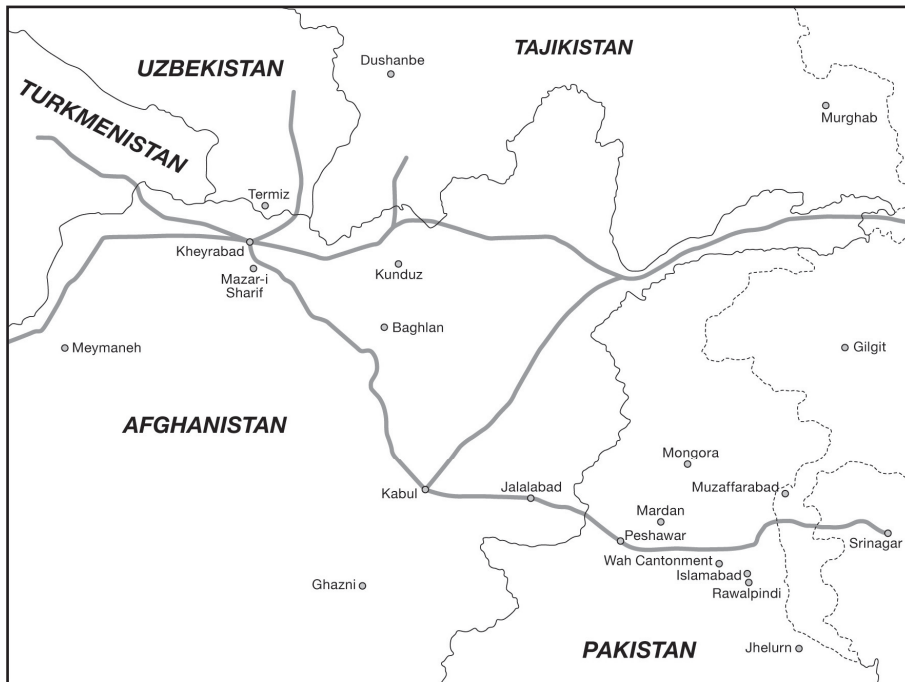 UZBEKISTAN
TAJIKISTAN
Dushanbe
TURKMENISTAN
Murghab
Termiz
Kheyrabad
Mazar-i
Sharif
Kunduz
Baghlan
Meymaneh
Gilgit
AFGHANISTAN
Mongora
Kabul
Jalalabad
Muzaffarabad
Mardan
Peshawar
Srinagar
Wah Cantonment
Islamabad
Ghazni
Rawalpindi
PAKISTAN
Jhelurn